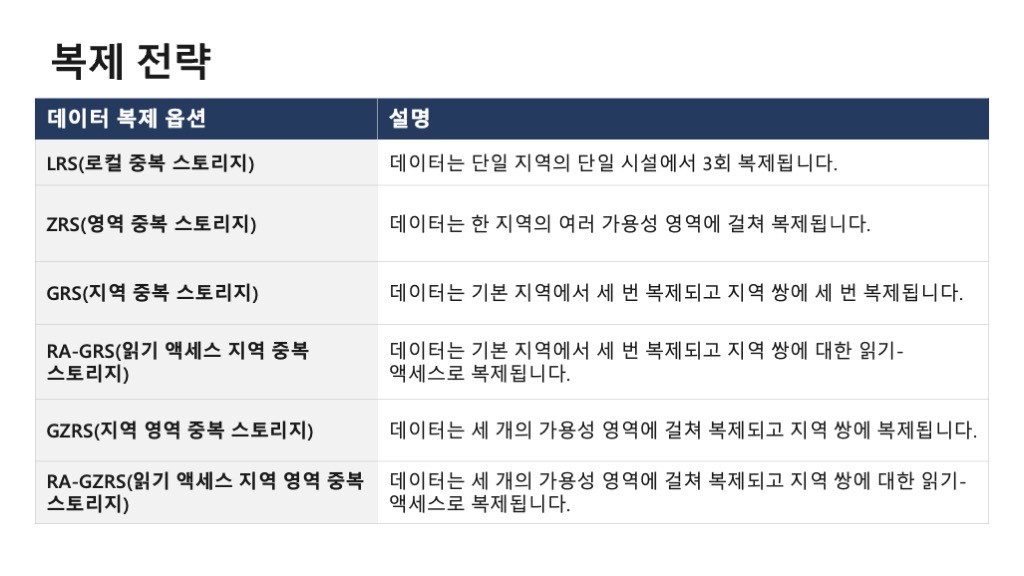 복제 전략
데이터 복제 옵션
설명
LRS(로컬 중복 스토리지)
데이터는 단일 지역의 단일 시설에서 3회 복제됩니다.
ZRS(영역 중복 스토리지)
데이터는 한 지역의 여러 가용성 영역에 걸쳐 복제됩니다.
GRS(지역 중복 스토리지)
데이터는 기본 지역에서 세 번 복제되고 지역 쌍에 세 번 복제됩니다.
RA-GRS(읽기 액세스 지역 중복
스토리지)
데이터는 기본 지역에서 세 번 복제되고 지역 쌍에 대한 읽기-
액세스로 복제됩니다.
GZRS(지역 영역 중복 스토리지)
데이터는 세 개의 가용성 영역에 걸쳐 복제되고 지역 쌍에 복제됩니다.
RA-GZRS(읽기 액세스 지역 영역 중복
스토리지)
데이터는 세 개의 가용성 영역에 걸쳐 복제되고 지역 쌍에 대한 읽기-
액세스로 복제됩니다.